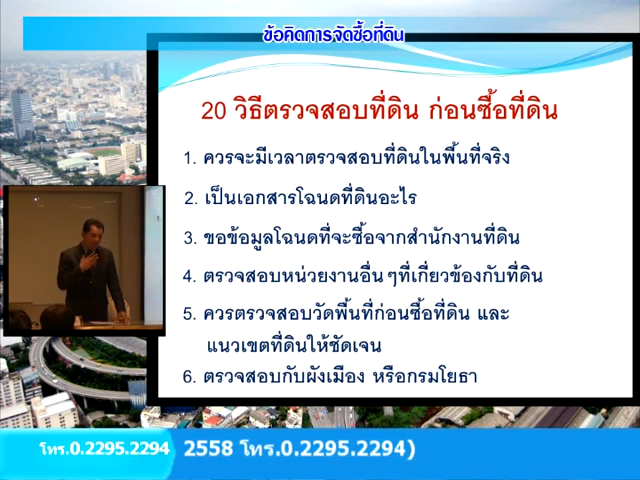 ข้อคิดการจัดซื้อที่ดิน
20 วิธีตรวจสอบที่ดิน ก่อนซื้อที่ดิน
1. ควรจะมีเวลาตรวจสอบที่ดินในพื้นที่จริง
2. เป็นเอกสารโฉนดที่ดินอะไร
3. ขอข้อมูลโฉนดที่จะซื้อจากสำนักงานที่ดิน
4. ตรวจสอบหน่วยงานอื่นๆที่เกี่ยวข้องกับที่ดิน
5. ควรตรวจสอบวัดพื้นที่ก่อนซื้อที่ดิน และ
แนวเขตที่ดินให้ชัดเจน
6. ตรวจสอบกับผังเมือง หรือกรมโยธา
โทร.0.2295.2294 2558 โทร.0.2295.2294)